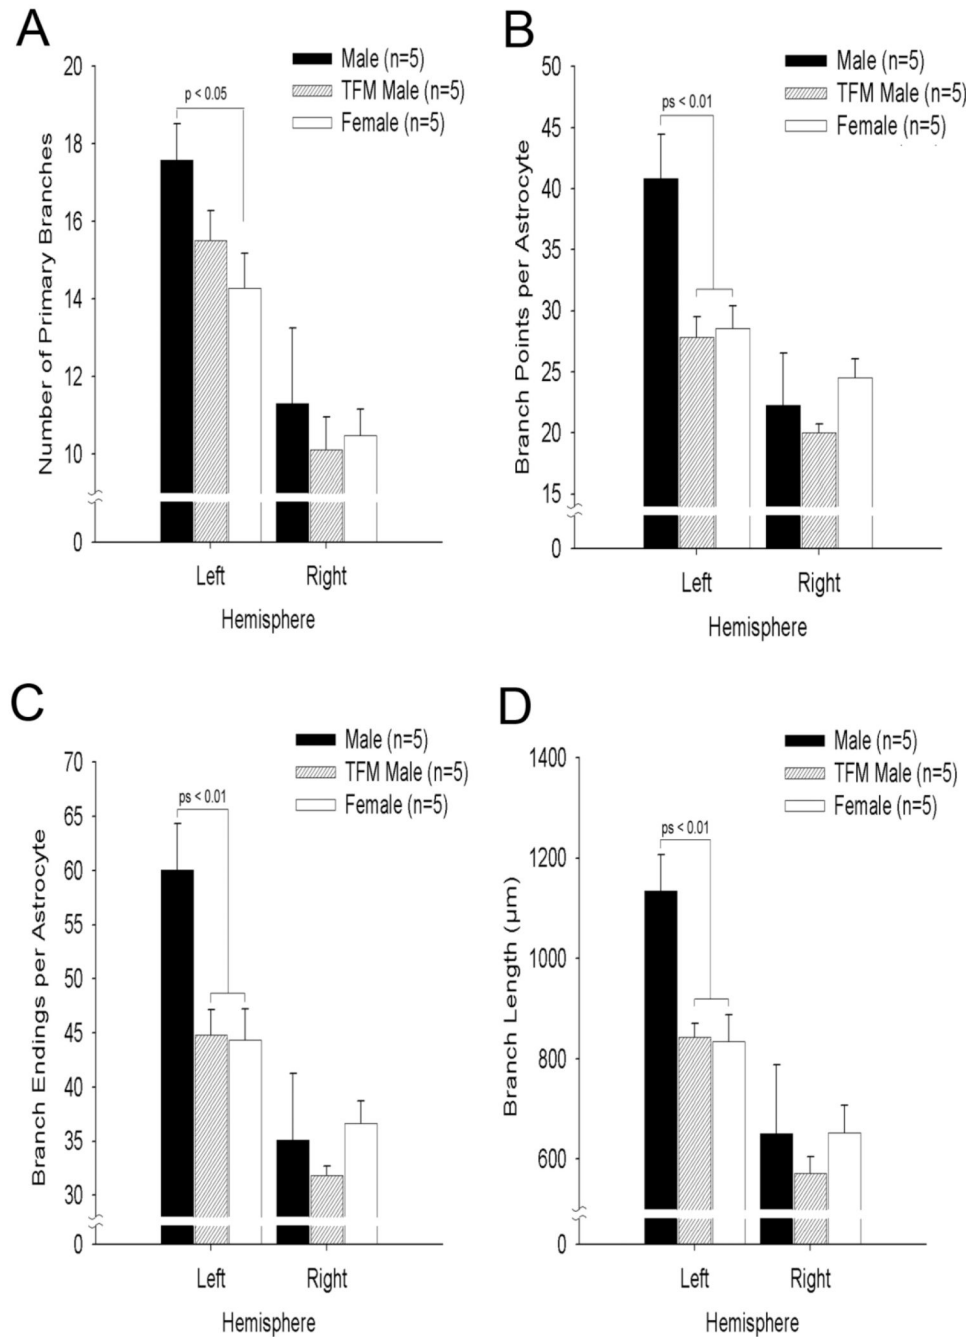 A
Male (n=5)
TFM Male (n=5)
Female (n=5)
p < 0.05
Number of Primary Branches
20
18
16
14
12
10
0
Left
Right
Hemisphere
B
Male (n=5)
TFM Male (n=5)
Female (n=5)
ps < 0.01
Branch Points per Astrocyte
50
45
40
35
30
25
20
15
0
Left
Right
Hemisphere
C
Male (n=5)
TFM Male (n=5)
Female (n=5)
ps < 0.01
Branch Endings per Astrocyte
70
65
60
55
50
45
40
35
30
0
Left
Right
Hemisphere
D
Male (n=5)
TFM Male (n=5)
Female (n=5)
ps < 0.01
Branch Length (µm)
1400
1200
1000
800
600
0
Left
Right
Hemisphere